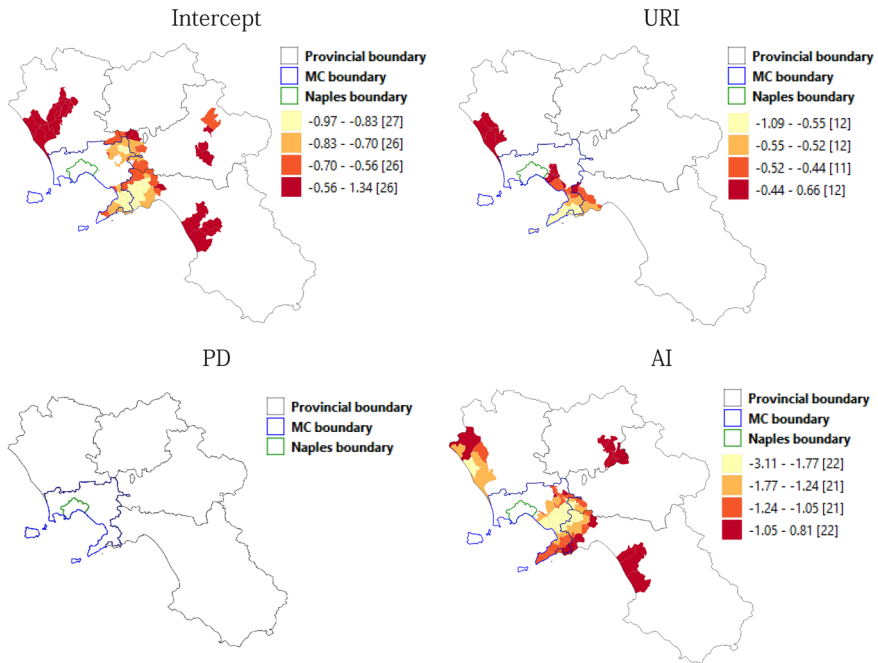 Intercept
Provincial boundary
MC boundary
Naples boundary
-0.97 - -0.83 [27]
-0.83 - -0.70 [26]
-0.70 - -0.56 [26]
-0.56 - 1.34 [26]
URI
Provincial boundary
MC boundary
Naples boundary
-1.09 - -0.55 [12]
-0.55 - -0.52 [12]
-0.52 - -0.44 [11]
-0.44 - 0.66 [12]
PD
Provincial boundary
MC boundary
Naples boundary
AI
Provincial boundary
MC boundary
Naples boundary
-3.11 - -1.77 [22]
-1.77 - -1.24 [21]
-1.24 - -1.05 [21]
-1.05 - 0.81 [22]